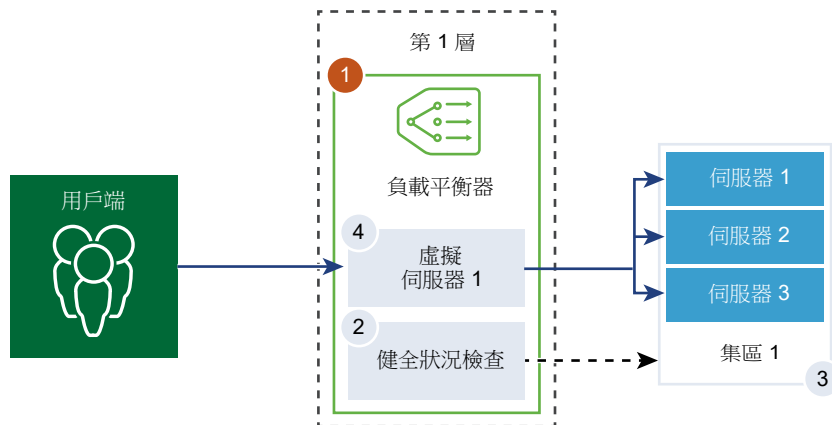 第 1 層
1
負載平衡器
用戶端
4
虛擬
伺服器 1
2
健全狀況檢查
伺服器 1
伺服器 2
伺服器 3
集區 1
3